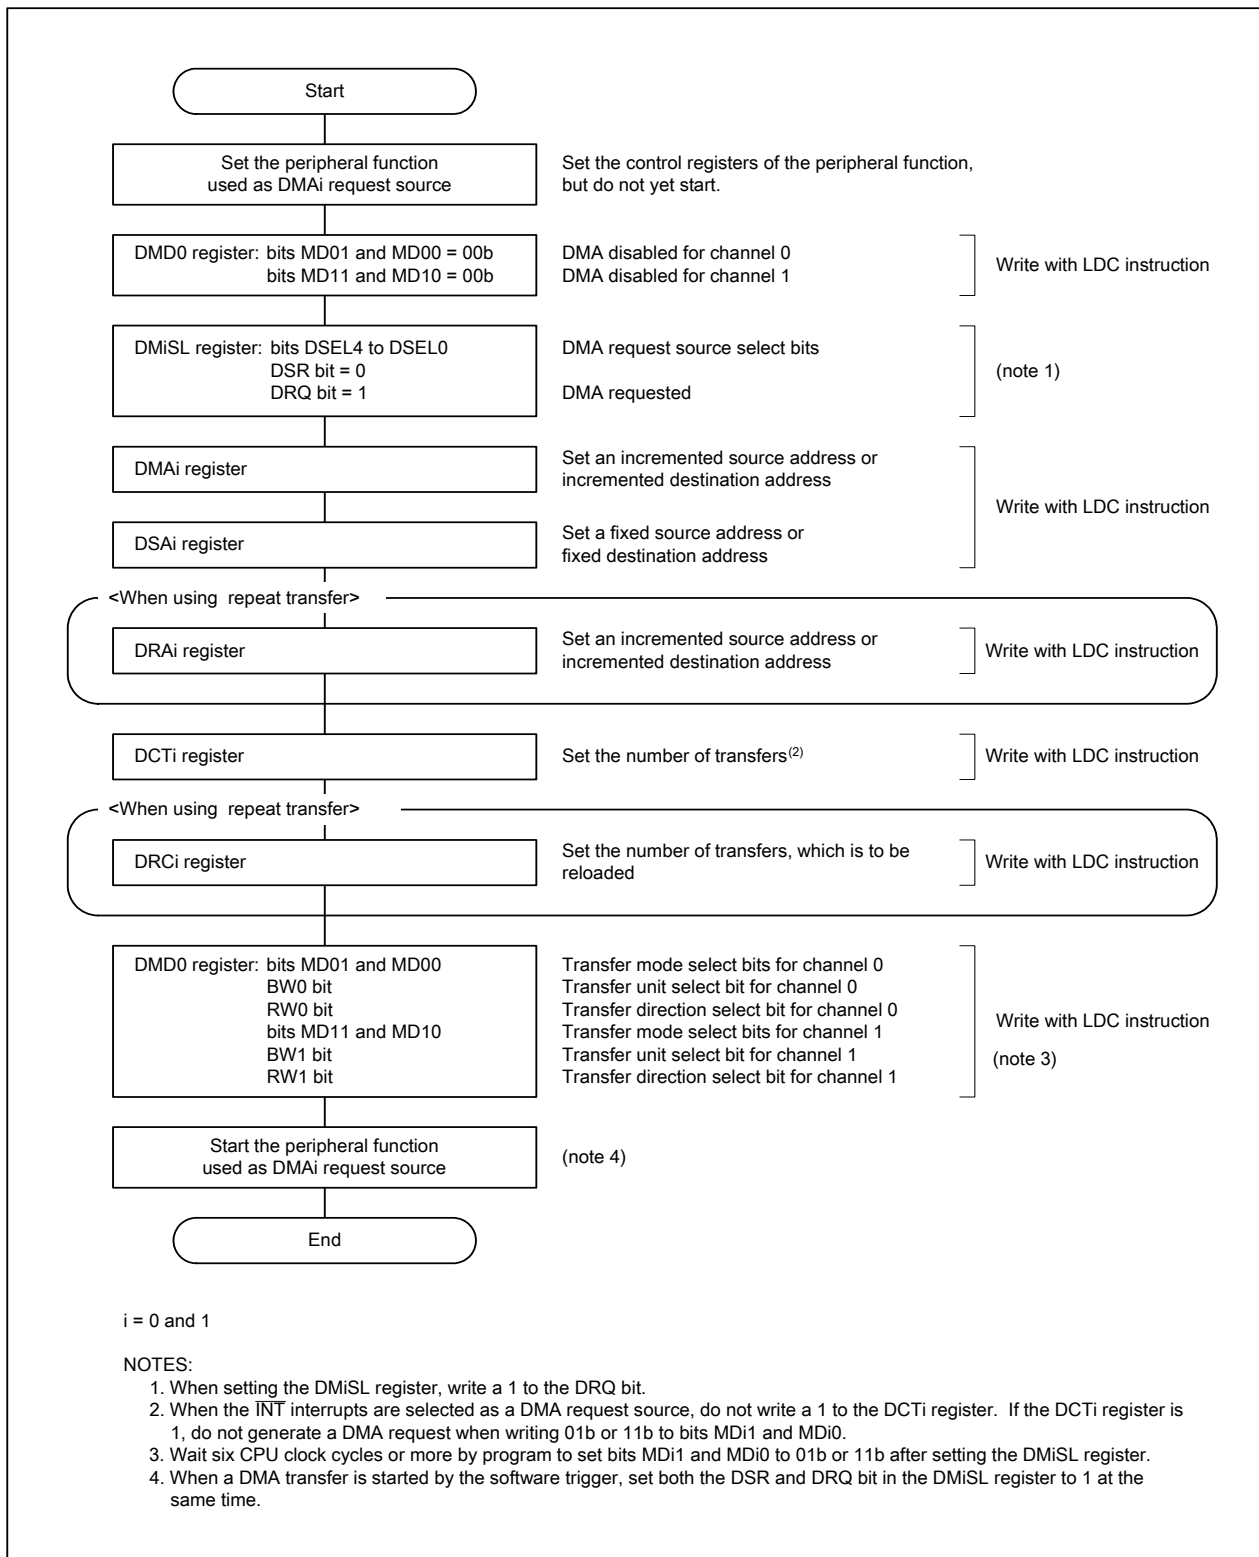 Start
Set the peripheral function
used as DMAi request source
Set the control registers of the peripheral function,
but do not yet start.
DMD0 register: bits MD01 and MD00 = 00b
bits MD11 and MD10 = 00b
DMA disabled for channel 0
DMA disabled for channel 1
Write with LDC instruction
DMiSL register: bits DSEL4 to DSEL0
DSR bit = 0
DRQ bit = 1
DMA request source select bits
DMA requested
(note 1)
DMAi register
Set an incremented source address or
incremented destination address
DSAi register
Set a fixed source address or
fixed destination address
Write with LDC instruction
<When using repeat transfer>
DRAi register
Set an incremented source address or
incremented destination address
Write with LDC instruction
DCTi register
Set the number of transfers(2)
Write with LDC instruction
<When using repeat transfer>
DRCi register
Set the number of transfers, which is to be
reloaded
Write with LDC instruction
DMD0 register: bits MD01 and MD00
BW0 bit
RW0 bit
bits MD11 and MD10
BW1 bit
RW1 bit
Transfer mode select bits for channel 0
Transfer unit select bit for channel 0
Transfer direction select bit for channel 0
Transfer mode select bits for channel 1
Transfer unit select bit for channel 1
Transfer direction select bit for channel 1
Write with LDC instruction
(note 3)
Start the peripheral function
used as DMAi request source
(note 4)
End
i = 0 and 1
NOTES:
1. When setting the DMiSL register, write a 1 to the DRQ bit.
2. When the INT interrupts are selected as a DMA request source, do not write a 1 to the DCTi register. If the DCTi register is
1, do not generate a DMA request when writing 01b or 11b to bits MDi1 and MDi0.
3. Wait six CPU clock cycles or more by program to set bits MDi1 and MDi0 to 01b or 11b after setting the DMiSL register.
4. When a DMA transfer is started by the software trigger, set both the DSR and DRQ bit in the DMiSL register to 1 at the
same time.